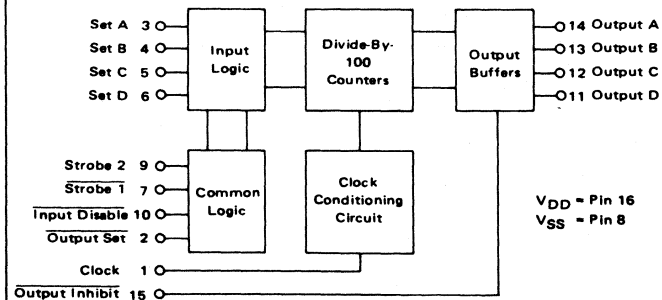 Set A 3
Set B 4
Set C 5
Set D 6
Input Logic
Divide-By-100 Counters
Output Buffers
14 Output A
13 Output B
12 Output C
11 Output D
Strobe 2 9
Strobe 1 7
Input Disable 10
Output Set 2
Common Logic
Clock Conditioning Circuit
VDD = Pin 16
VSS = Pin 8
Clock 1
Output Inhibit 15